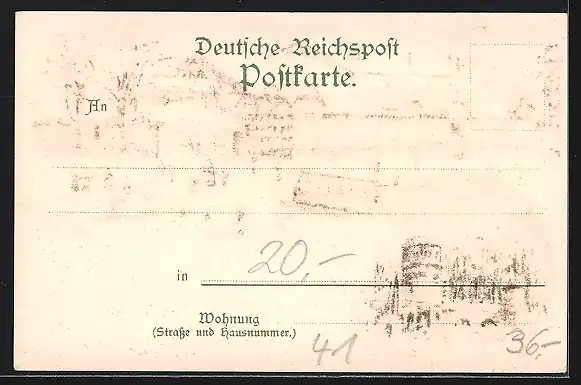 Deutsche Reichspost
Postkarte.
An
20,-
in
Wohnung
(Straße und Hausnummer.)
41
36,-